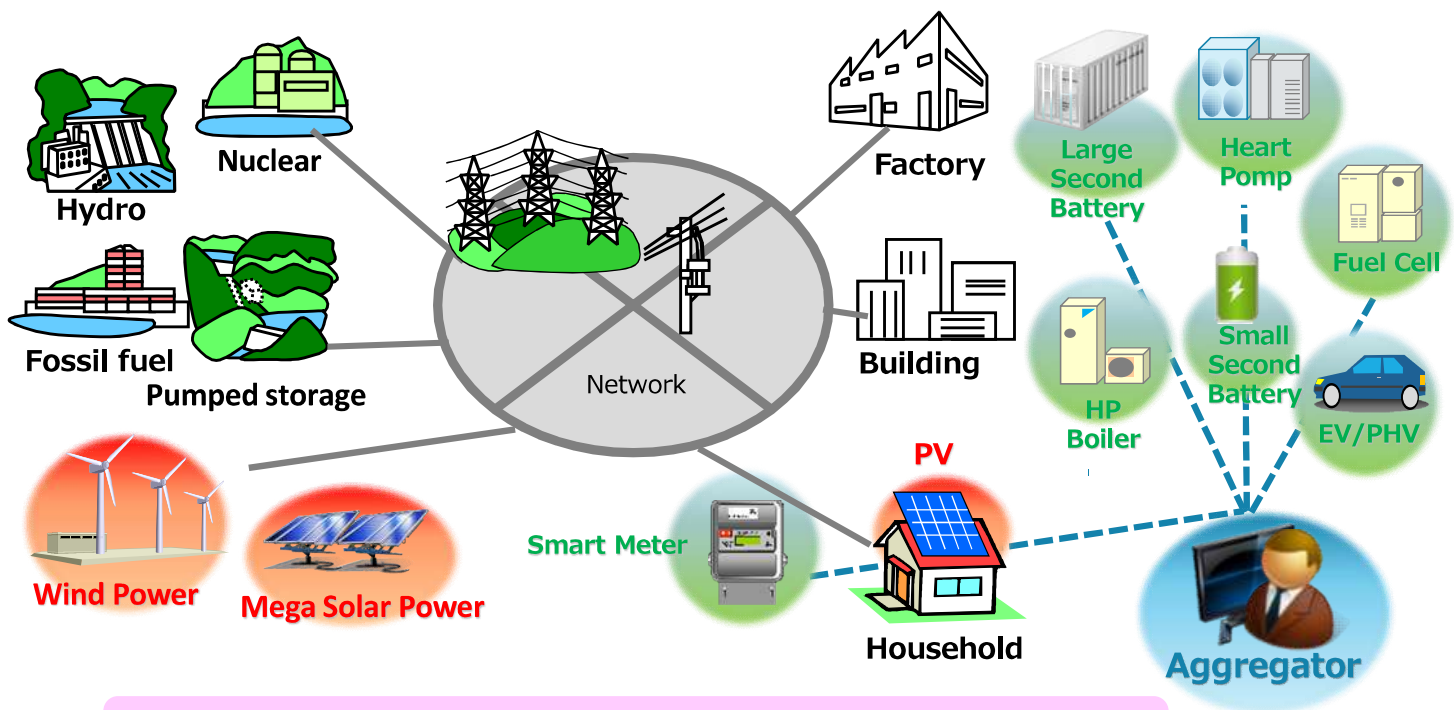 Hydro
Nuclear
Fossil fuel
Pumped storage
Wind Power
Mega Solar Power
Network
Factory
Building
Household
PV
Smart Meter
Large
Second
Battery
Heart
Pomp
Fuel Cell
HP
Boiler
Small
Second
Battery
EV/PHV
Aggregator